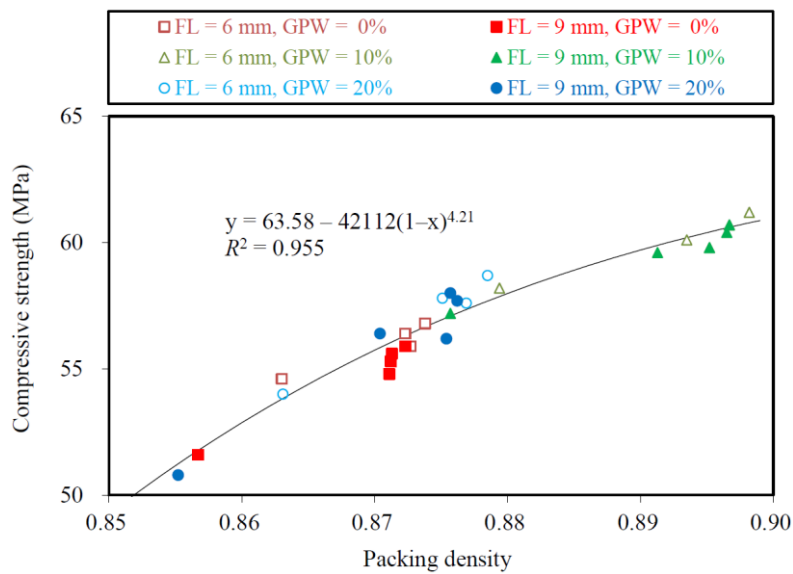 FL = 6 mm, GPW = 0% FL = 9 mm, GPW = 0%
FL = 6 mm, GPW = 10% FL = 9 mm, GPW = 10%
FL = 6 mm, GPW = 20% FL = 9 mm, GPW = 20%
65
60
55
50
Compressive strength (MPa)
y = 63.58 – 42112(1–x)^4.21
R² = 0.955
0.85 0.86 0.87 0.88 0.89 0.90
Packing density